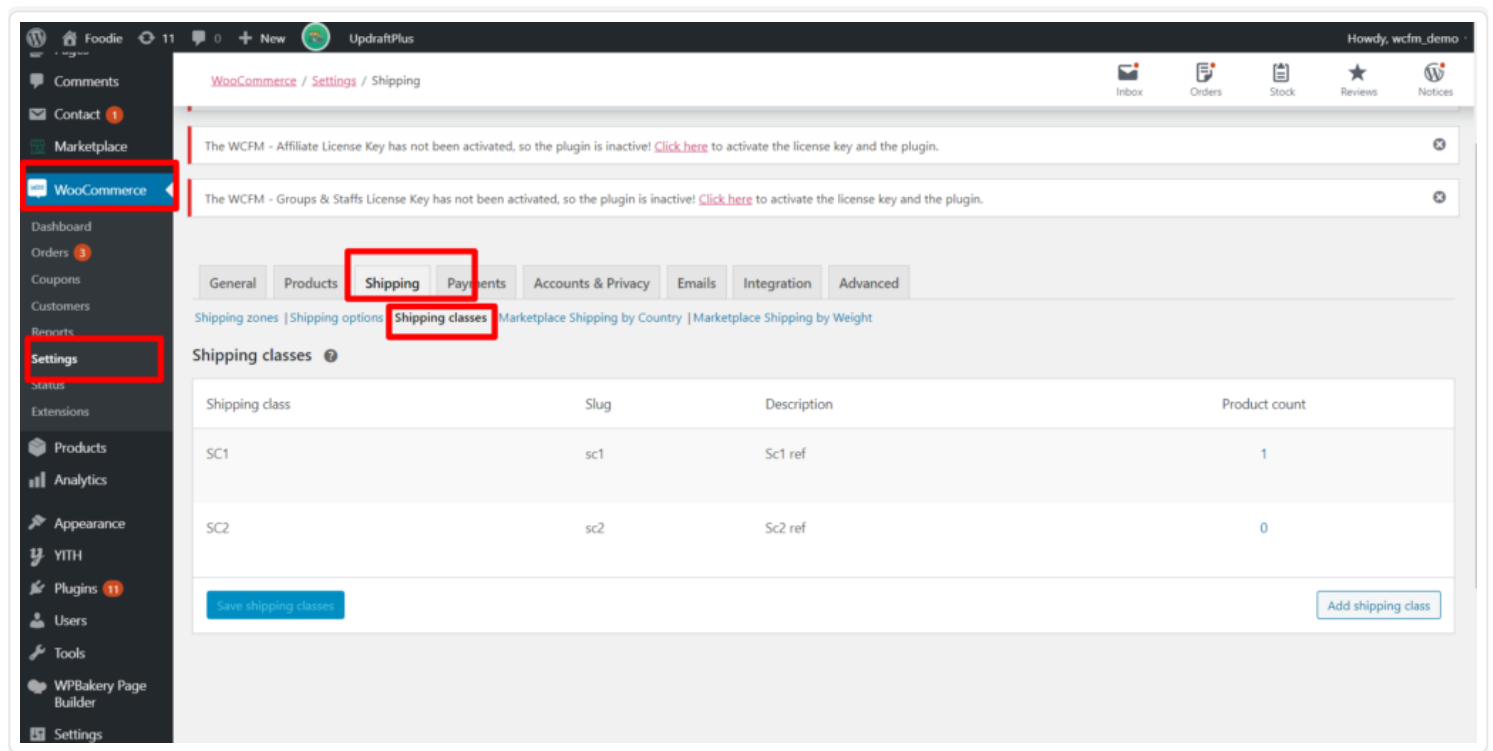 Foodie 11 0 + New UpdraftPlus Howdy, wcfm_demo
Pages
Comments
Contact 1
Marketplace
WooCommerce
Dashboard
Orders 3
Coupons
Customers
Reports
Settings
Status
Extensions
Products
Analytics
Appearance
YITH
Plugins 11
Users
Tools
WPBakery Page
Builder
Settings
WooCommerce / Settings / Shipping
Inbox Orders Stock Reviews Notices
The WCFM - Affiliate License Key has not been activated, so the plugin is inactive! Click here to activate the license key and the plugin.
The WCFM - Groups & Staffs License Key has not been activated, so the plugin is inactive! Click here to activate the license key and the plugin.
General Products Shipping Payments Accounts & Privacy Emails Integration Advanced
Shipping zones | Shipping options Shipping classes Marketplace Shipping by Country | Marketplace Shipping by Weight
Shipping classes
Shipping class Slug Description Product count
SC1 sc1 Sc1 ref 1
SC2 sc2 Sc2 ref 0
Save shipping classes Add shipping class